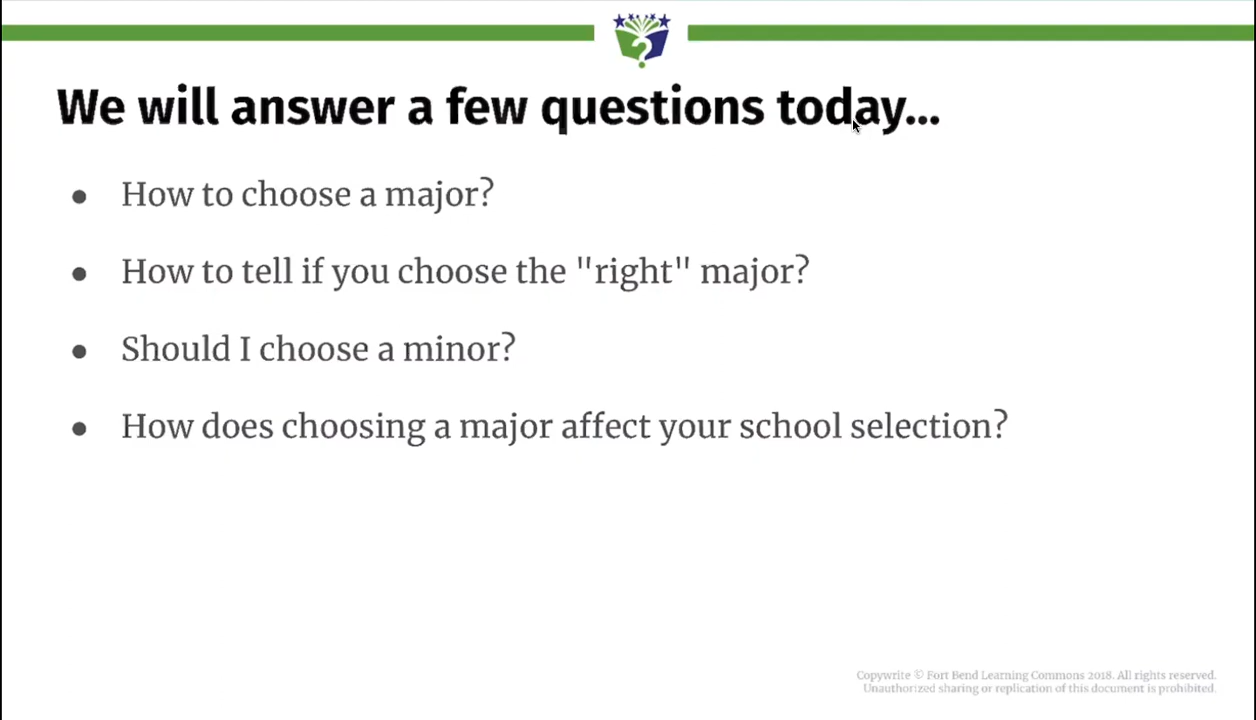 We will answer a few questions today...
● How to choose a major?
● How to tell if you choose the "right" major?
● Should I choose a minor?
● How does choosing a major affect your school selection?
Copywrite © Fort Bend Learning Commons 2018. All rights reserved.
Unauthorized sharing or replication of this document is prohibited.